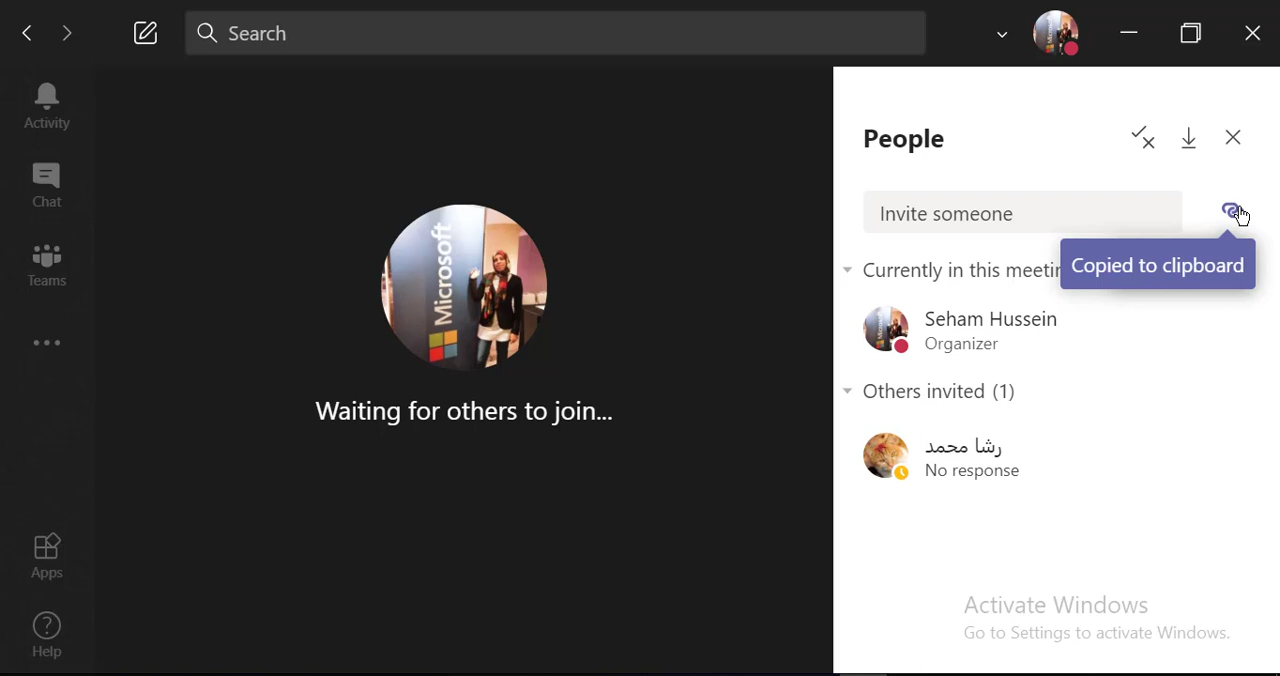 Search
Activity
Chat
Teams
Apps
Help
Microsoft
Waiting for others to join...
People
Invite someone
Copied to clipboard
Currently in this
Seham Hussein
Organizer
Others invited (1)
رشا محمد
No response
Activate Windows
Go to Settings to activate Windows.